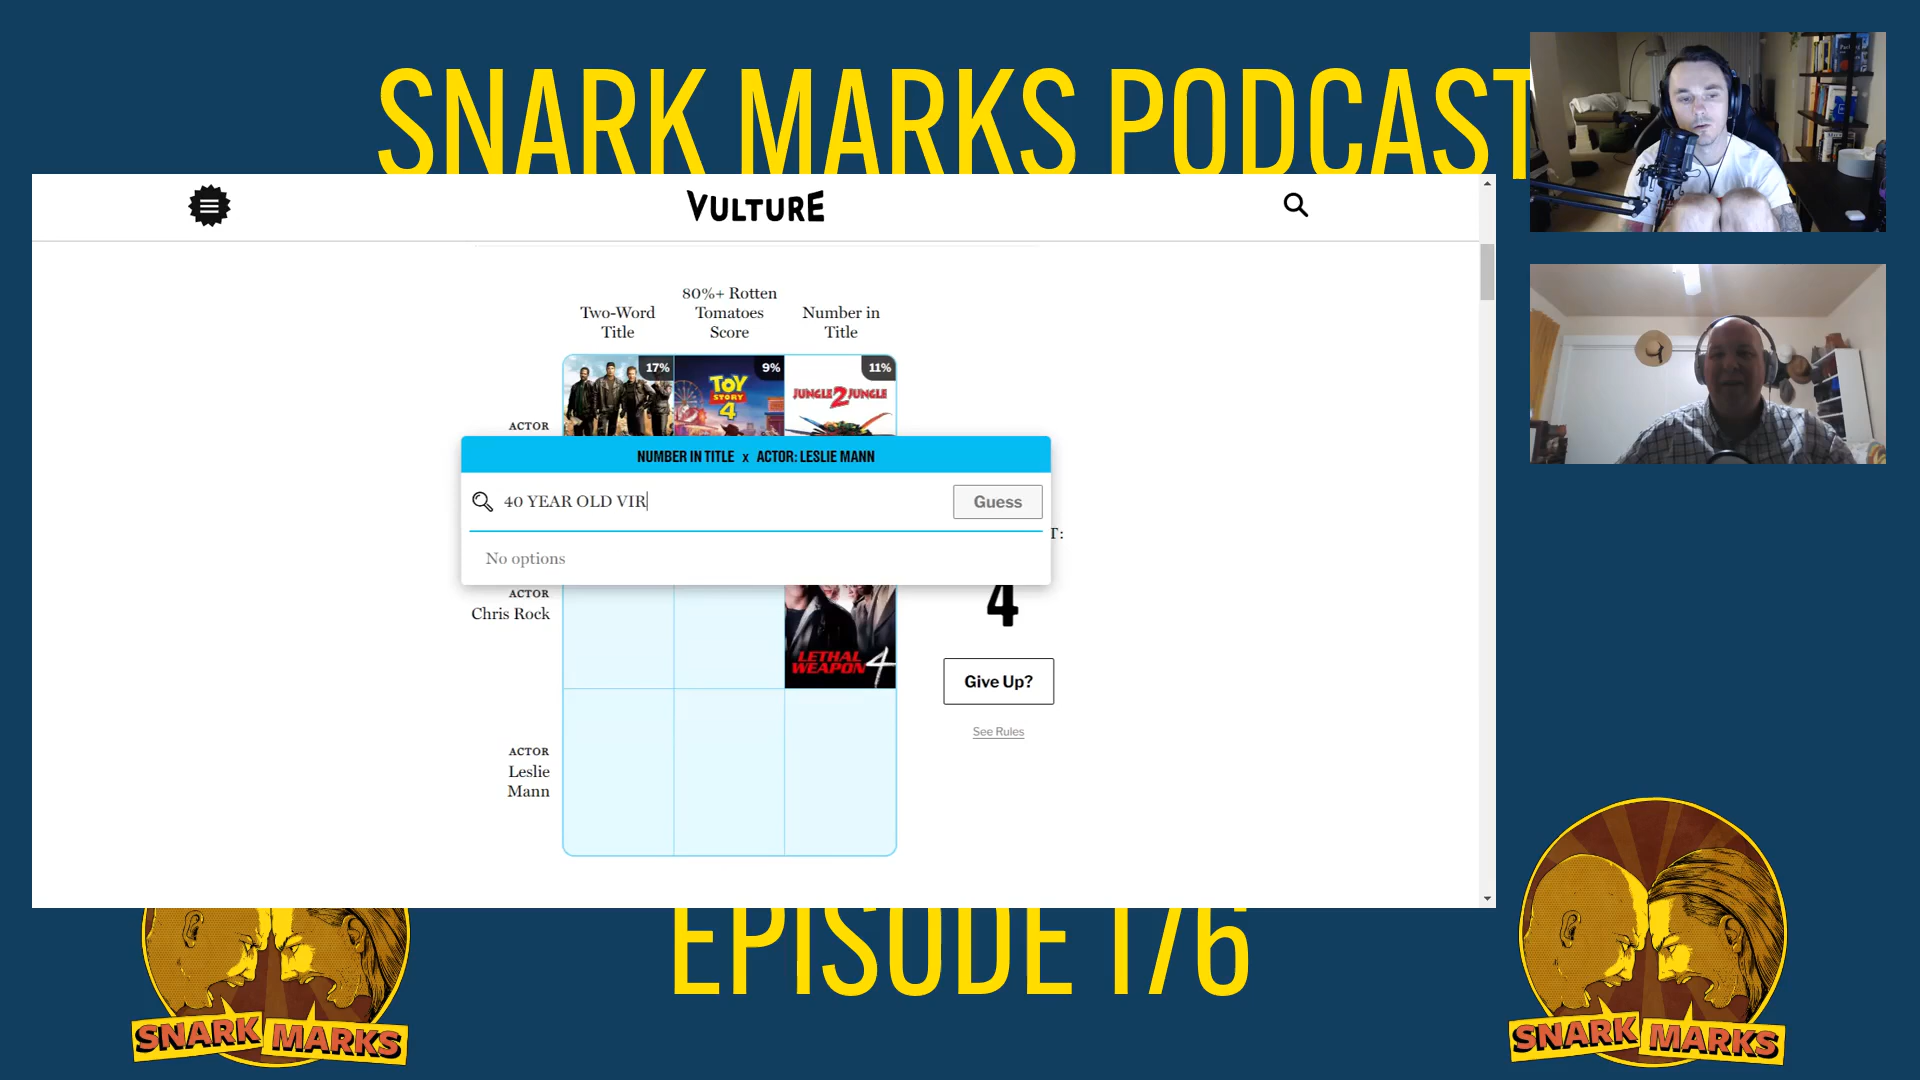 SNARK MARKS PODCAST
VULTURE
Two-Word
Title
80%+ Rotten
Tomatoes
Score
Number in
Title
17%
9%
11%
TOY
STORY
4
JUNGLE 2 JUNGLE
ACTOR
NUMBER IN TITLE x ACTOR: LESLIE MANN
40 YEAR OLD VIR
Guess
T:
No options
ACTOR
Chris Rock
4
LETHAL
WEAPON 4
Give Up?
See Rules
ACTOR
Leslie
Mann
EPISODE 176
SNARK MARKS
SNARK MARKS